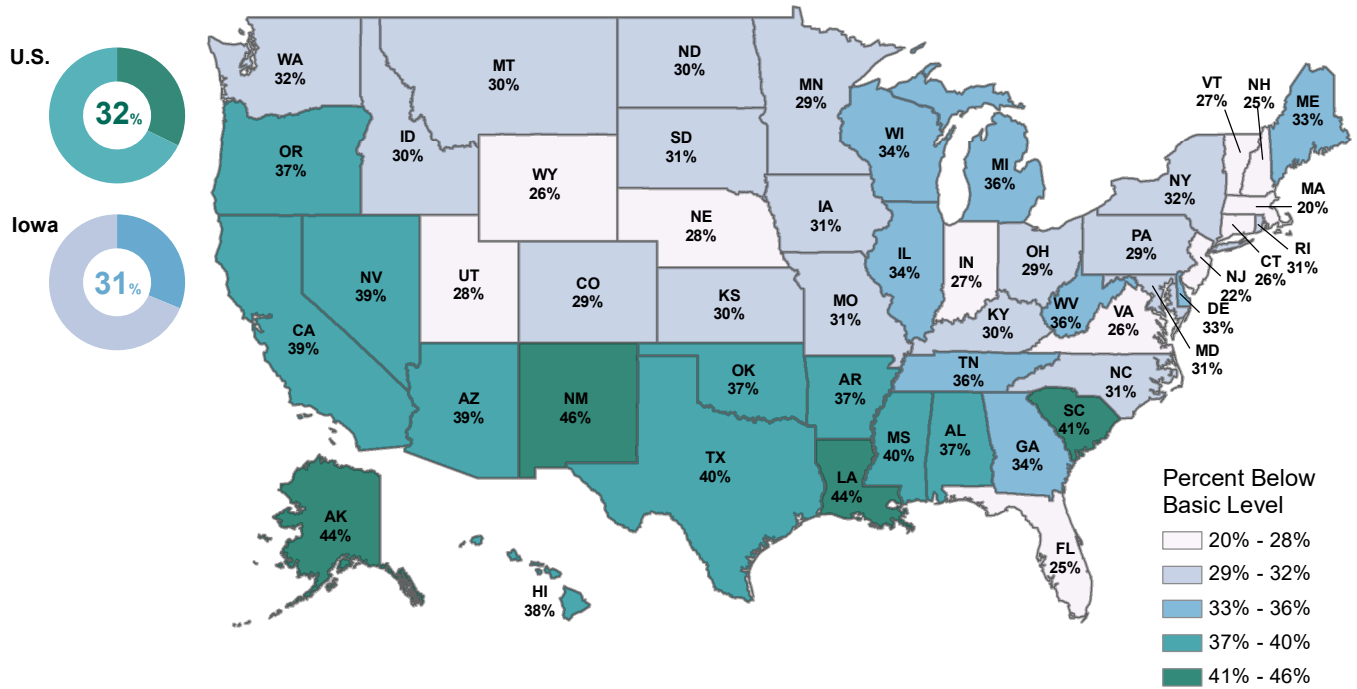 U.S.
32%
Iowa
31%
WA
32%
MT
30%
ND
30%
MN
29%
VT
27%
NH
25%
ME
33%
ID
30%
SD
31%
WI
34%
OR
37%
MI
36%
WY
26%
NY
32%
MA
20%
IA
31%
NE
28%
PA
29%
RI
31%
CT
26%
NJ
22%
IL
34%
IN
27%
OH
29%
NV
39%
UT
28%
CO
29%
KS
30%
MO
31%
WV
36%
VA
26%
DE
33%
MD
31%
KY
30%
CA
39%
TN
36%
NC
31%
AZ
39%
NM
46%
OK
37%
AR
37%
SC
41%
MS
40%
AL
37%
GA
34%
TX
40%
LA
44%
AK
44%
FL
25%
HI
38%
Percent Below
Basic Level
20% - 28%
29% - 32%
33% - 36%
37% - 40%
41% - 46%